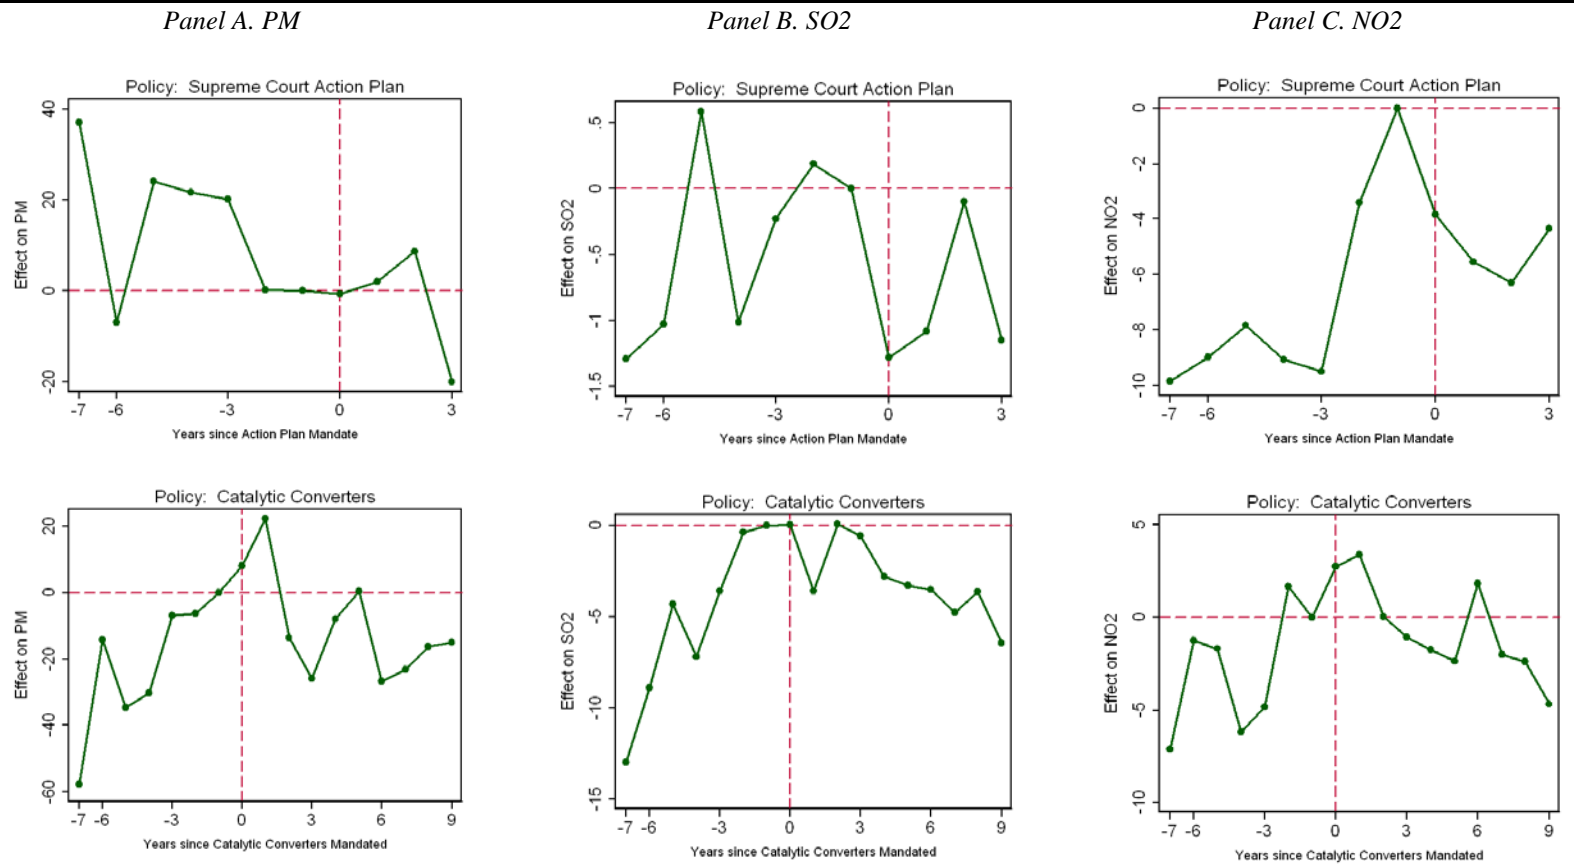 Panel A. PM
Panel B. SO2
Panel C. NO2
Policy: Supreme Court Action Plan
Effect on PM
40
20
0
-20
-7 -6 -3 0 3
Years since Action Plan Mandate
Policy: Supreme Court Action Plan
Effect on SO2
.5
0
-.5
-1
-1.5
-7 -6 -3 0 3
Years since Action Plan Mandate
Policy: Supreme Court Action Plan
Effect on NO2
0
-2
-4
-6
-8
-10
-7 -6 -3 0 3
Years since Action Plan Mandate
Policy: Catalytic Converters
Effect on PM
20
0
-20
-40
-60
-7 -6 -3 0 3 6 9
Years since Catalytic Converters Mandated
Policy: Catalytic Converters
Effect on SO2
0
-5
-10
-15
-7 -6 -3 0 3 6 9
Years since Catalytic Converters Mandated
Policy: Catalytic Converters
Effect on NO2
5
0
-5
-10
-7 -6 -3 0 3 6 9
Years since Catalytic Converters Mandated